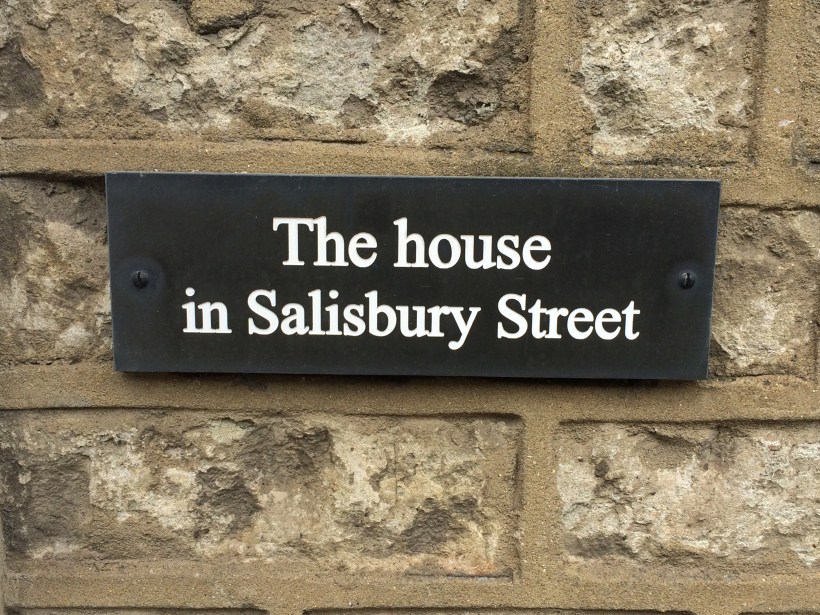 The house
in Salisbury Street